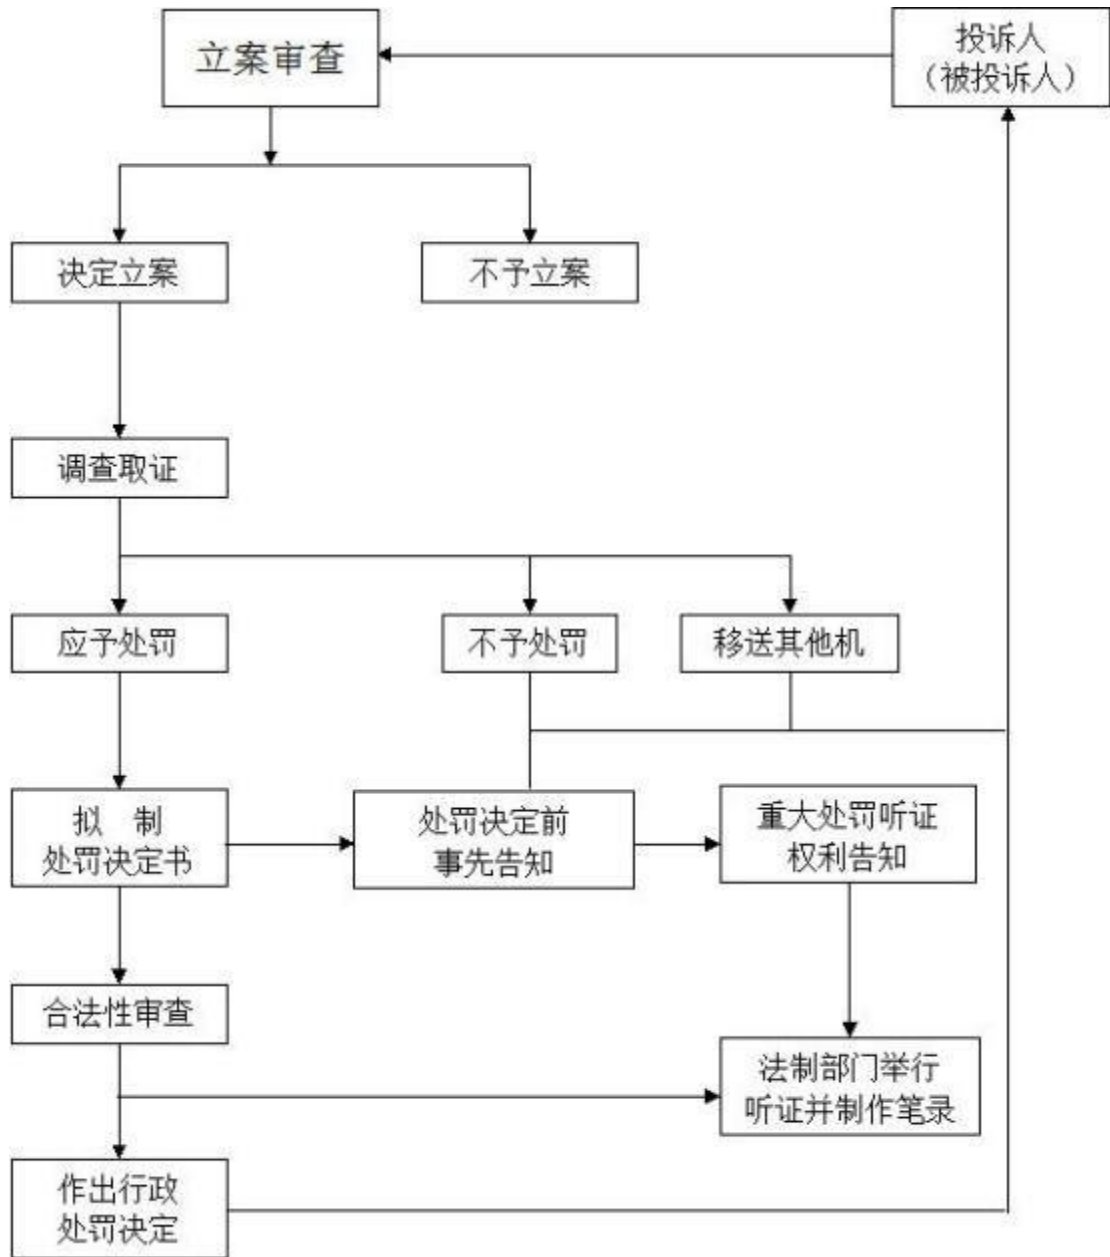 立案审查
投诉人
（被投诉人）
决定立案
不予立案
调查取证
应予处罚
不予处罚
移送其他机
拟 制
处罚决定书
处罚决定前
事先告知
重大处罚听证
权利告知
合法性审查
法制部门举行
听证并制作笔录
作出行政
处罚决定